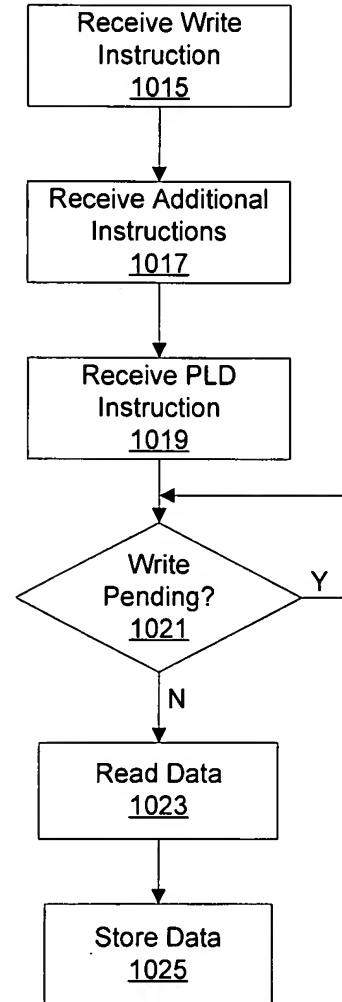 Receive Write
Instruction
1015
Receive Additional
Instructions
1017
Receive PLD
Instruction
1019
Write
Pending?
1021
Y
N
Read Data
1023
Store Data
1025